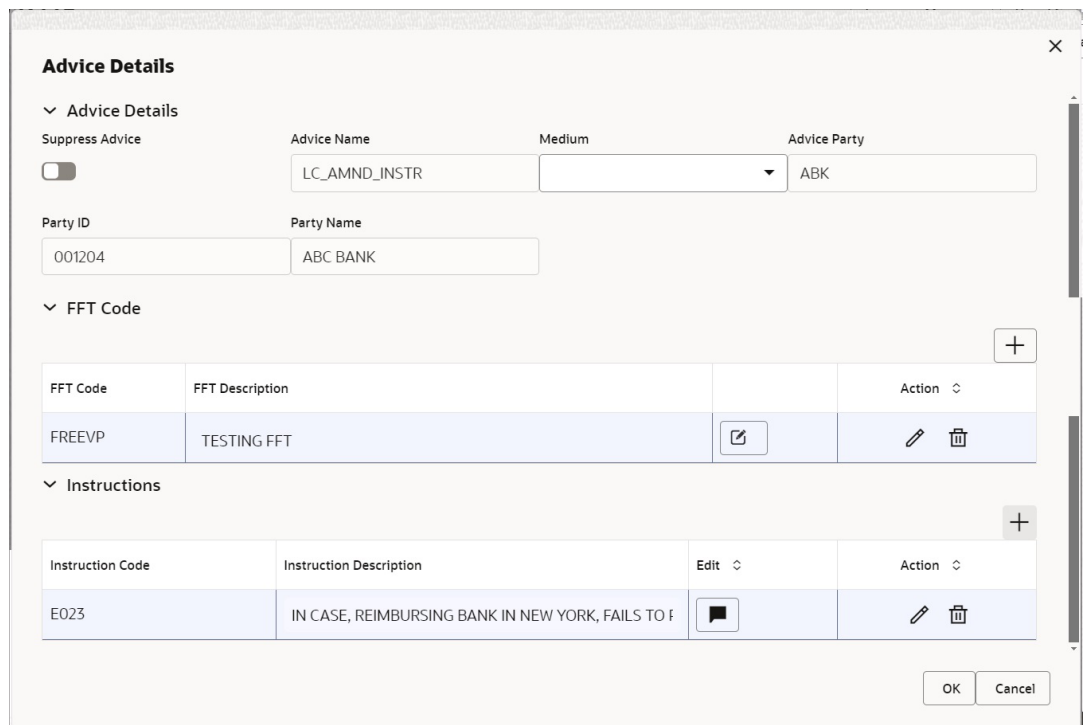 Advice Details
Advice Details
Suppress Advice Advice Name Medium Advice Party
LC_AMND_INSTR ABK
Party ID Party Name
001204 ABC BANK
FFT Code
FFT Code FFT Description Action
FREEVP TESTING FFT
Instructions
Instruction Code Instruction Description Edit Action
E023 IN CASE, REIMBURSING BANK IN NEW YORK, FAILS TO
OK Cancel